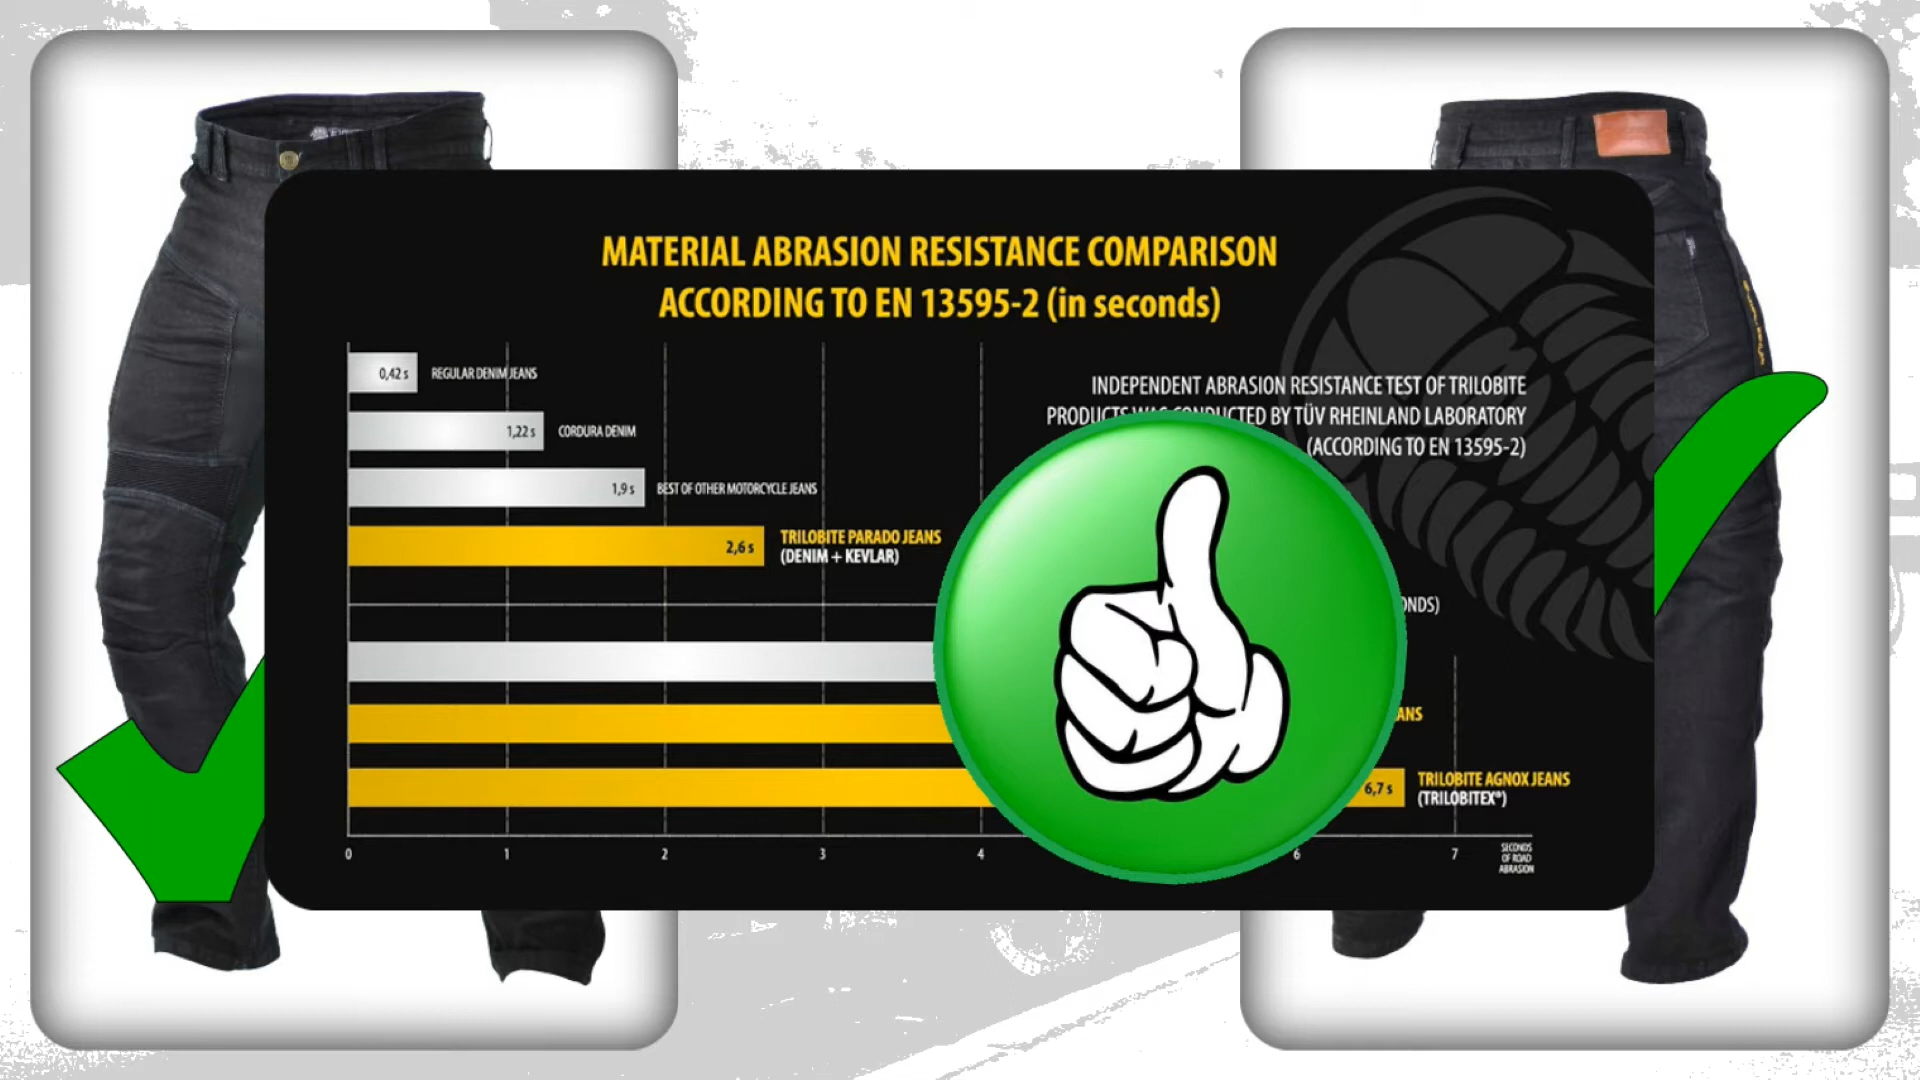 MATERIAL ABRASION RESISTANCE COMPARISON
ACCORDING TO EN 13595-2 (in seconds)
0,42 s REGULAR DENIM JEANS
INDEPENDENT ABRASION RESISTANCE TEST OF TRILOBITE
PRODUCTS WAS CONDUCTED BY TÜV RHEINLAND LABORATORY
(ACCORDING TO EN 13595-2)
1,22 s CORDURA DENIM
1,9 s BEST OF OTHER MOTORCYCLE JEANS
2,6 s TRILOBITE PARADO JEANS
(DENIM + KEVLAR)
ONDS)
ANS
6,7 s TRILOBITE AGNOX JEANS
(TRILOBITEX®)
0 1 2 3 4 6 7 SECONDS
OF ROAD
ABRASION